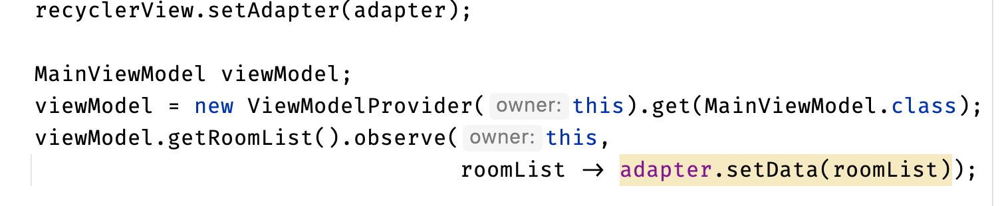 recyclerView.setAdapter(adapter);
MainViewModel viewModel;
viewModel = new ViewModelProvider( owner: this).get(MainViewModel.class);
viewModel.getRoomList().observe( owner: this,
roomList → adapter.setData(roomList));